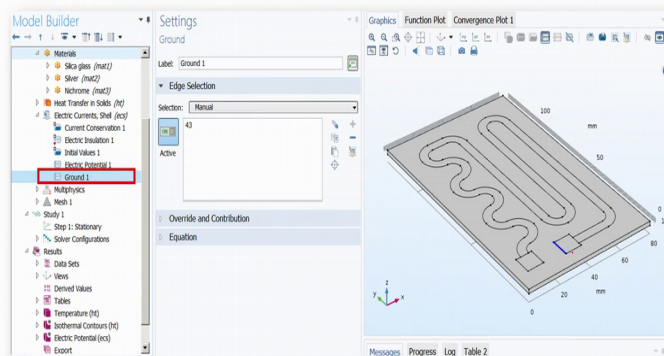 Model Builder
Materials
Silica glass (mat1)
Silver (mat2)
Nichrome (mat3)
Heat Transfer in Solids (ht)
Electric Currents, Shell (ecs)
Current Conservation 1
Electric Insulation 1
Initial Values 1
Electric Potential 1
Ground 1
Multiphysics
Mesh 1
Study 1
Step 1: Stationary
Solver Configurations
Results
Data Sets
Views
Derived Values
Tables
Temperature (ht)
Isothermal Contours (ht)
Electric Potential (ecs)
Export
Settings
Ground
Label: Ground 1
Edge Selection
Selection: Manual
43
Active
Override and Contribution
Equation
Graphics Function Plot Convergence Plot 1
100
mm
50
0
80
60
40
mm
20
0
z
y
x
Messages Progress Log Table 2